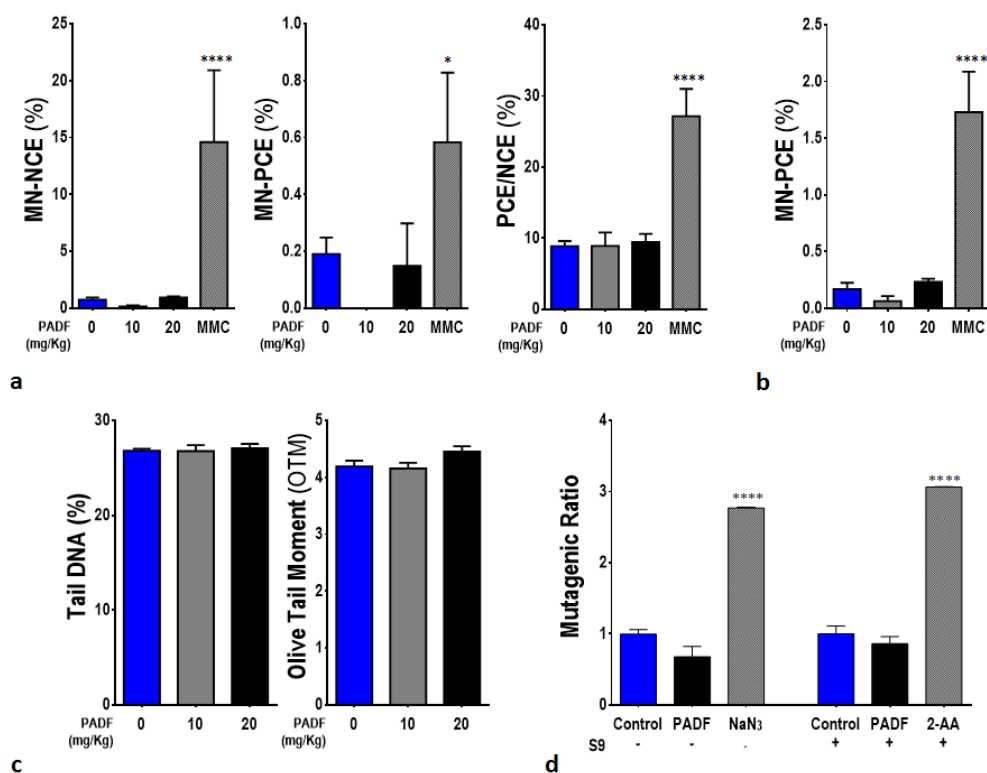 MN-NCE (%)
25
20
15
10
5
0
****
PADF
(mg/Kg)
0 10 20 MMC
MN-PCE (%)
1.0
0.8
0.6
0.4
0.2
0.0
*
PADF
(mg/Kg)
0 10 20 MMC
PCE/NCE (%)
40
30
20
10
0
****
PADF
(mg/Kg)
0 10 20 MMC
MN-PCE (%)
2.5
2.0
1.5
1.0
0.5
0.0
****
PADF
(mg/Kg)
0 10 20 MMC
a
b
Tail DNA (%)
30
20
10
0
PADF
(mg/Kg)
0 10 20
Olive Tail Moment (OTM)
5
4
3
2
1
0
PADF
(mg/Kg)
0 10 20
Mutagenic Ratio
4
3
2
1
0
****
****
Control PADF NaN₃ Control PADF 2-AA
S9 - - - + + +
c
d